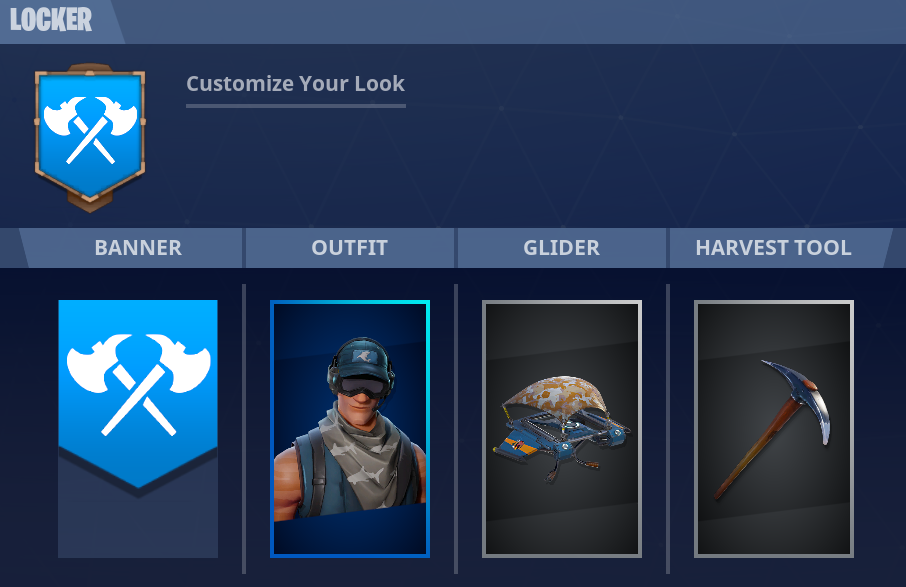 LOCKER
Customize Your Look
BANNER
OUTFIT
GLIDER
HARVEST TOOL